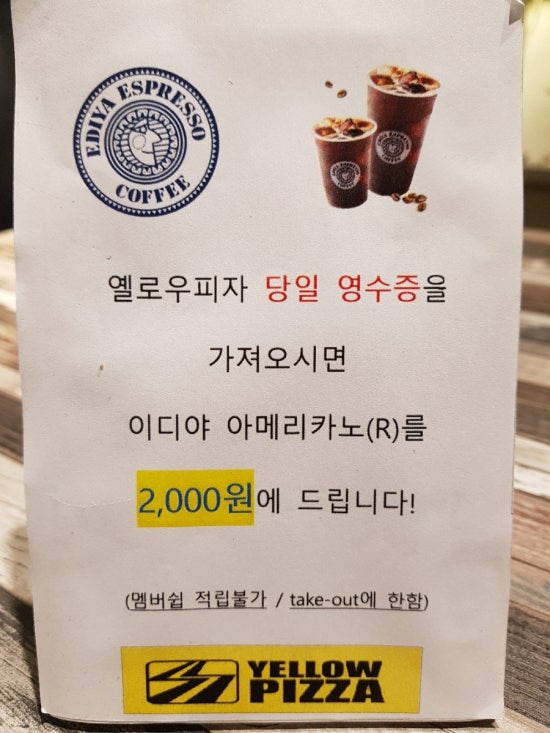 EDIYA ESPRESSO
COFFEE
옐로우피자 당일 영수증을
가져오시면
이디야 아메리카노(R)를
2,000원에 드립니다!
(멤버쉽 적립불가 / take-out에 한함)
YELLOW
PIZZA